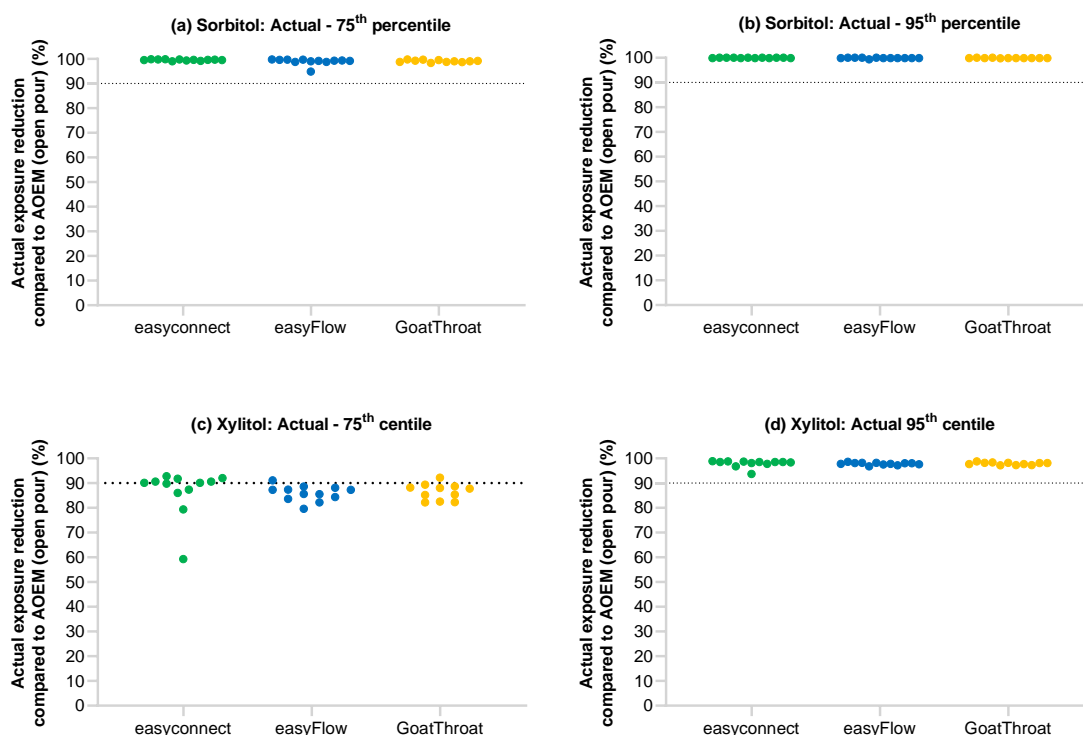 (a) Sorbitol: Actual - 75th percentile
Actual exposure reduction
compared to AOEM (open pour) (%)
100
90
80
70
60
50
40
30
20
10
0
easyconnect easyFlow GoatThroat
(b) Sorbitol: Actual - 95th percentile
Actual exposure reduction
compared to AOEM (open pour) (%)
100
90
80
70
60
50
40
30
20
10
0
easyconnect easyFlow GoatThroat
(c) Xylitol: Actual - 75th centile
Actual exposure reduction
compared to AOEM (open pour) (%)
100
90
80
70
60
50
40
30
20
10
0
easyconnect easyFlow GoatThroat
(d) Xylitol: Actual 95th centile
Actual exposure reduction
compared to AOEM (open pour) (%)
100
90
80
70
60
50
40
30
20
10
0
easyconnect easyFlow GoatThroat